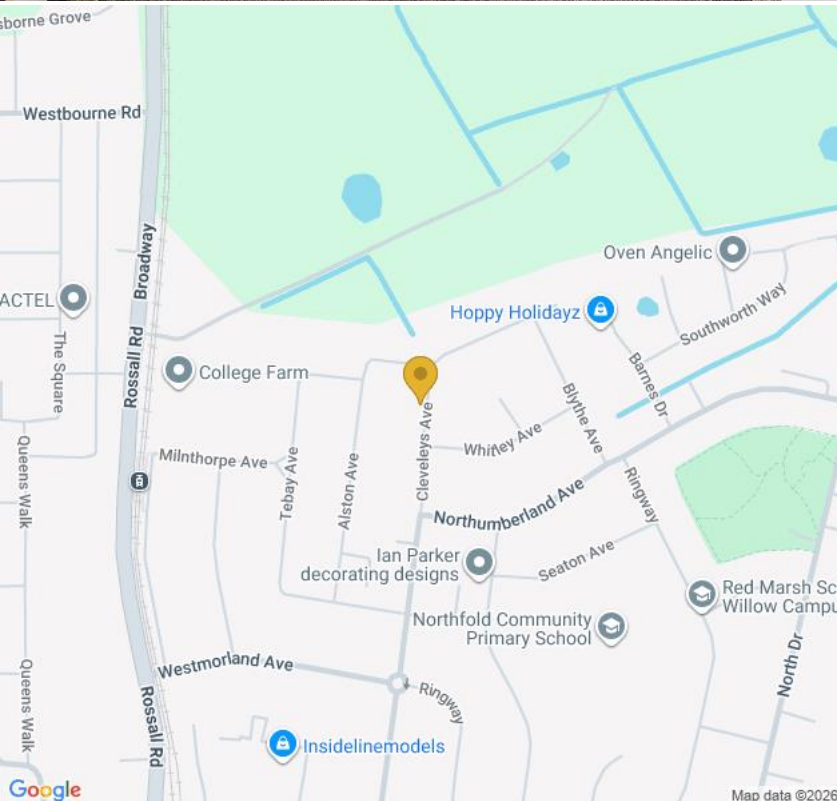 sborne Grove
Westbourne Rd
Broadway
Rossall Rd
ACTEL
The Square
College Farm
Oven Angelic
Hoppy Holidayz
Southworth Way
Barnes Dr
Blythe Ave
Whitley Ave
Cleveleys Ave
Milnthorpe Ave
Tebay Ave
Alston Ave
Queens Walk
Northumberland Ave
Ringway
Ian Parker
decorating designs
Seaton Ave
Northfold Community
Primary School
Red Marsh Sc
Willow Campu
North Dr
Westmorland Ave
Ringway
Queens Walk
Rossall Rd
Insidelinemodels
Google
Map data ©2026